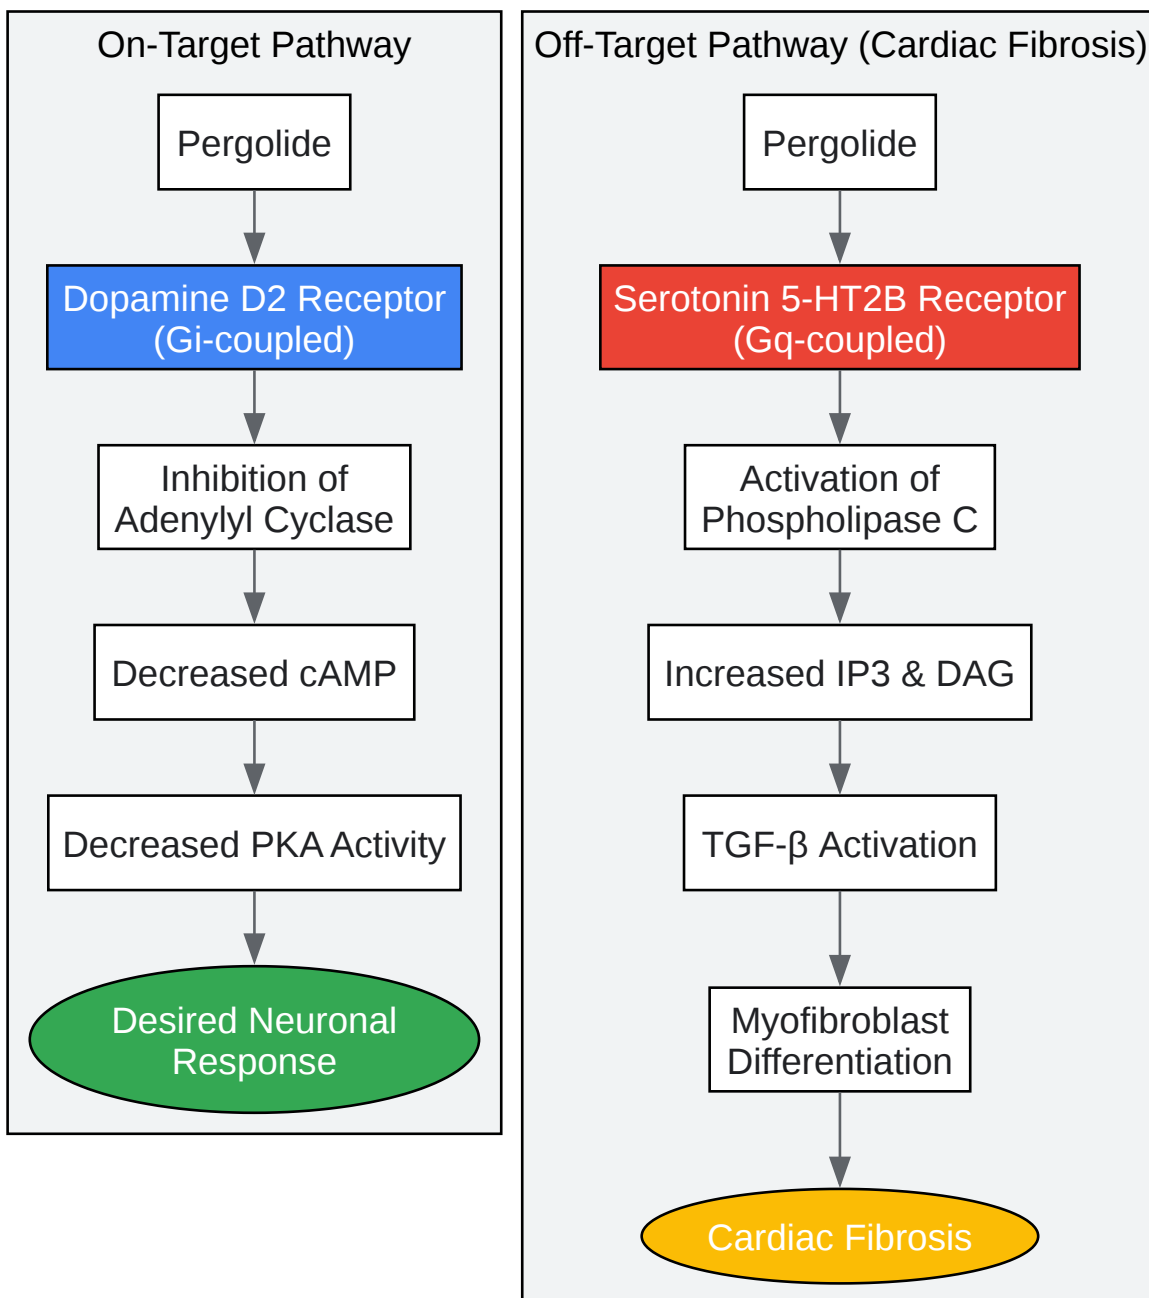 On-Target Pathway
Pergolide
Dopamine D2 Receptor
(Gi-coupled)
Inhibition of
Adenylyl Cyclase
Decreased cAMP
Decreased PKA Activity
Desired Neuronal
Response
Off-Target Pathway (Cardiac Fibrosis)
Pergolide
Serotonin 5-HT2B Receptor
(Gq-coupled)
Activation of
Phospholipase C
Increased IP3 & DAG
TGF-β Activation
Myofibroblast
Differentiation
Cardiac Fibrosis